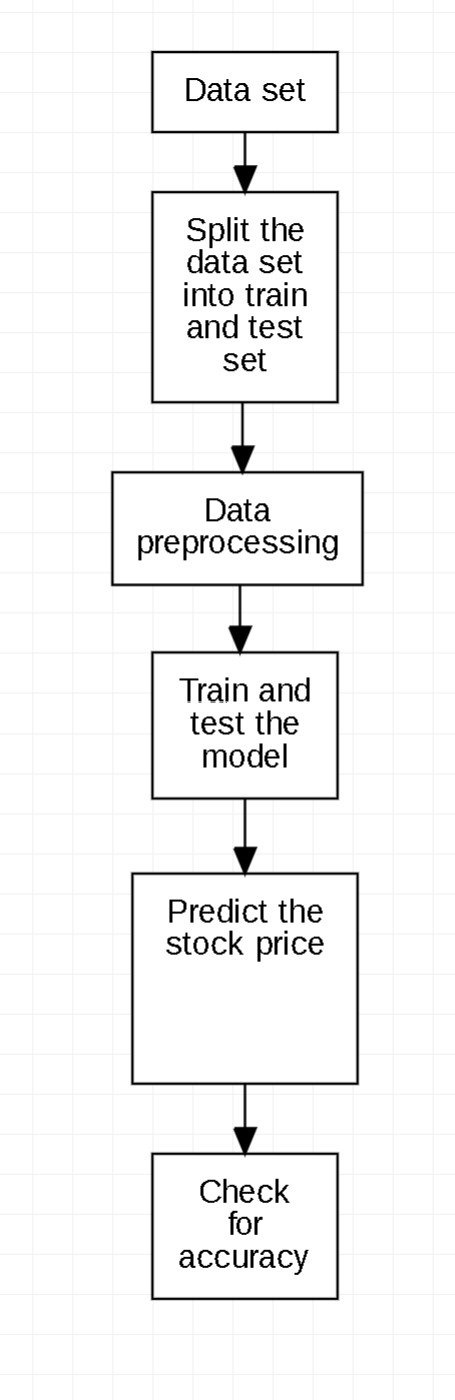 Data set
Split the
data set
into train
and test
set
Data
preprocessing
Train and
test the
model
Predict the
stock price
Check
for
accuracy